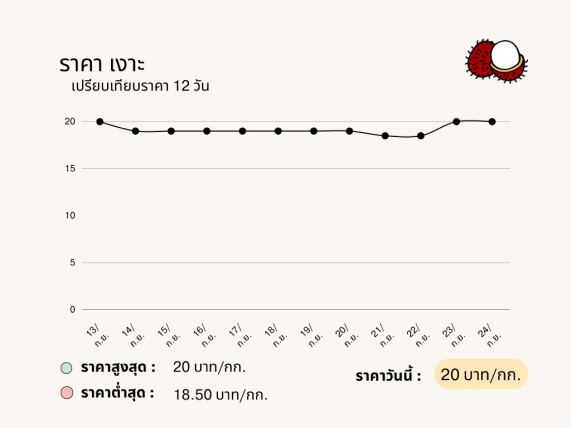 ราคา เงาะ
เปรียบเทียบราคา 12 วัน
20
15
10
5
0
13/ก.ย.
14/ก.ย.
15/ก.ย.
16/ก.ย.
17/ก.ย.
18/ก.ย.
19/ก.ย.
20/ก.ย.
21/ก.ย.
22/ก.ย.
23/ก.ย.
24/ก.ย.
ราคาสูงสุด : 20 บาท/กก.
ราคาต่ำสุด : 18.50 บาท/กก.
ราคาวันนี้ : 20 บาท/กก.